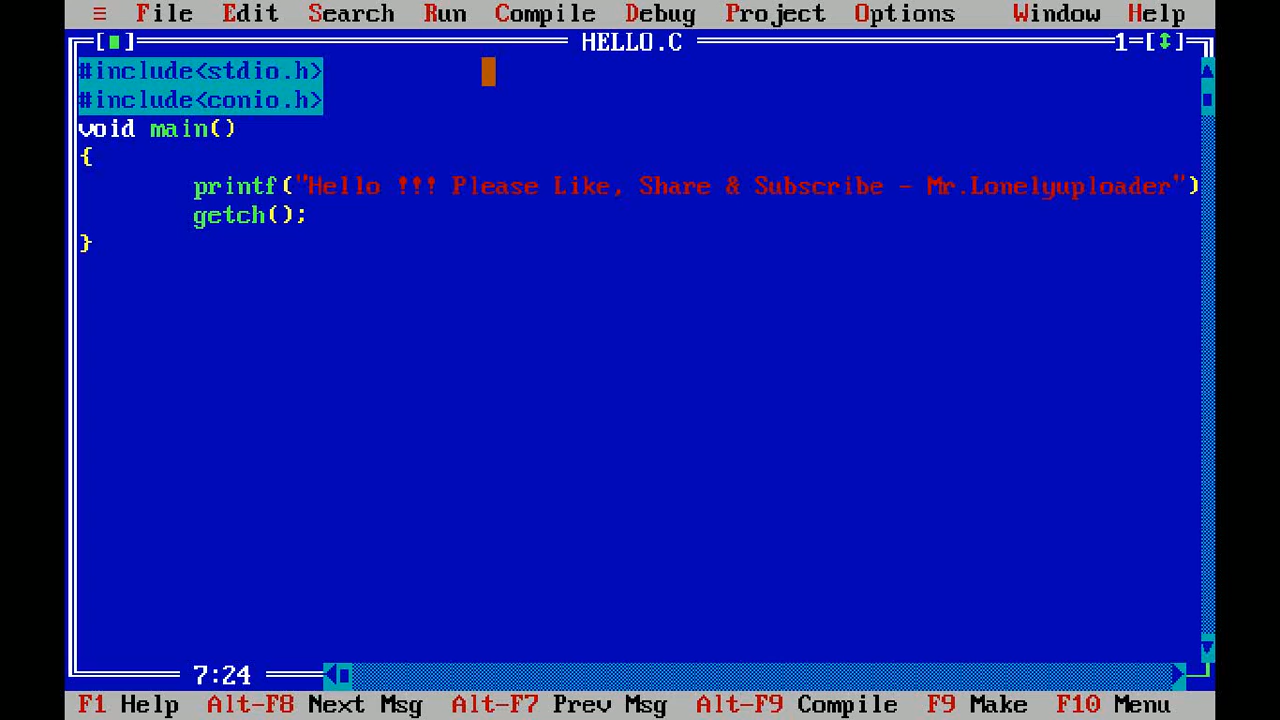 ≡ File Edit Search Run Compile Debug Project Options Window Help
[■] HELLO.C 1=[↕]
#include<stdio.h>
#include<conio.h>
void main()
{
printf("Hello !!! Please Like, Share & Subscribe - Mr.Lonelyuploader")
getch();
}
7:24
F1 Help Alt-F8 Next Msg Alt-F7 Prev Msg Alt-F9 Compile F9 Make F10 Menu